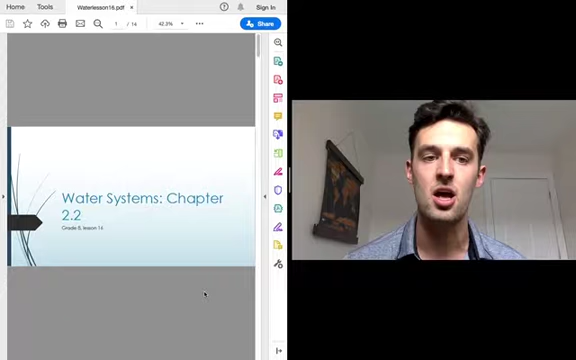 Home Tools Waterlesson16.pdf × Sign In
1 / 14 42.3% Share
Water Systems: Chapter
2.2
Grade 8, lesson 16